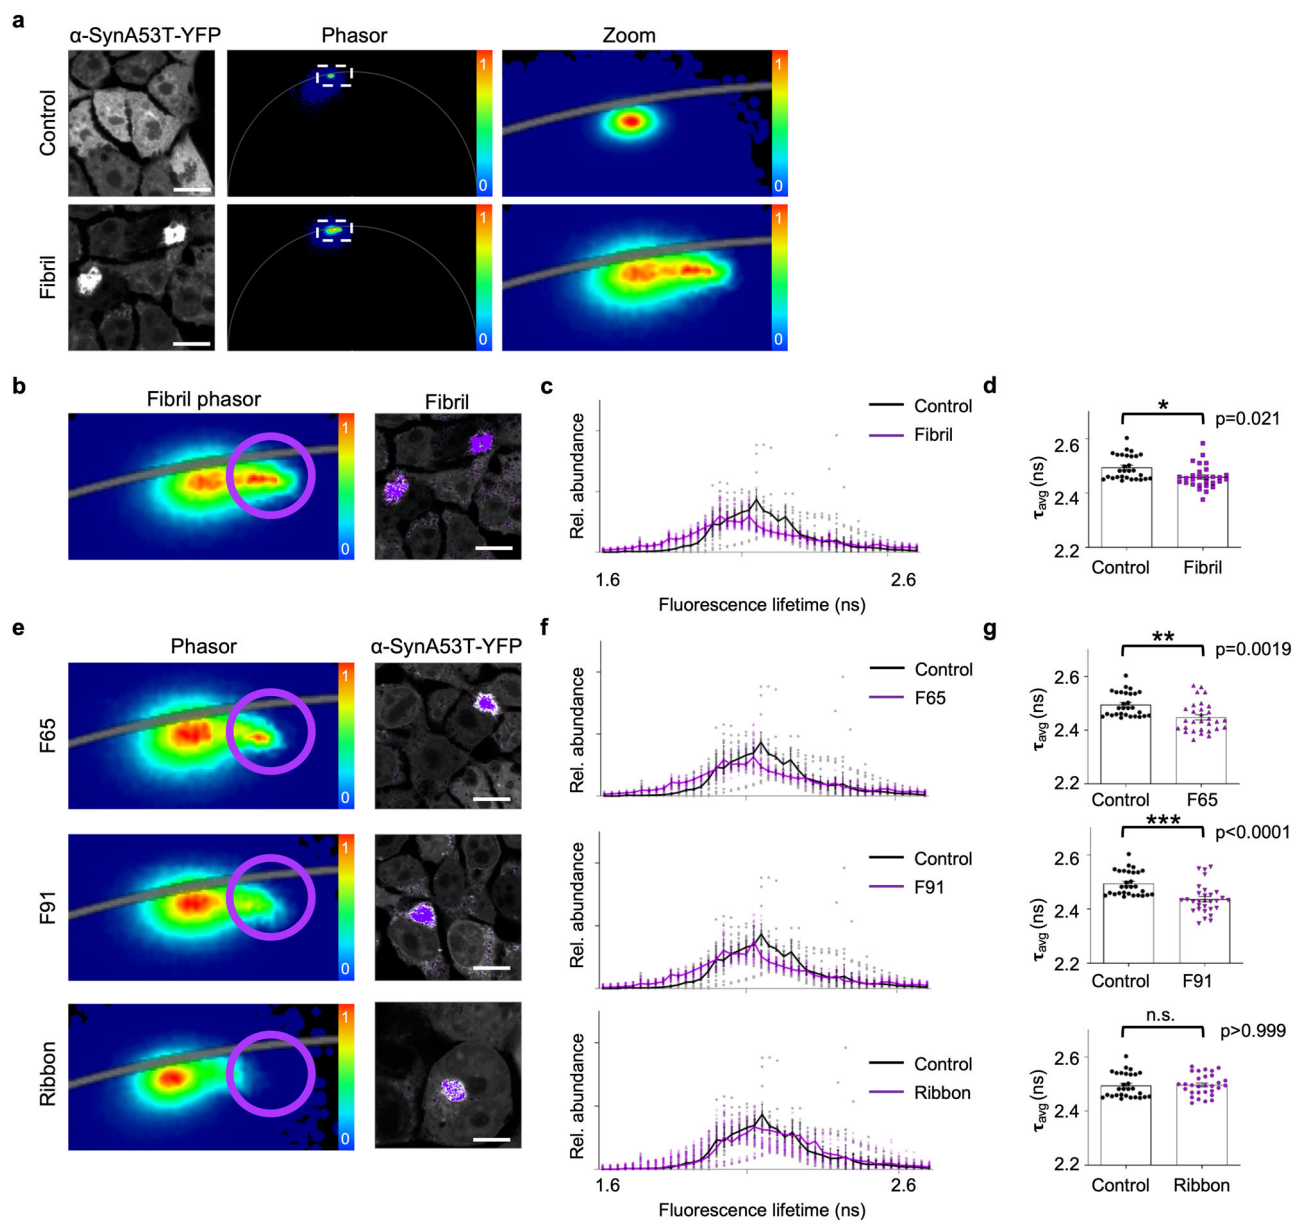 a
α-SynA53T-YFP Phasor Zoom
Control
1
0
1
0
Fibril
1
0
1
0
b
Fibril phasor Fibril
1
0
c
Control
Fibril
Rel. abundance
1.6 2.6
Fluorescence lifetime (ns)
d
* p=0.021
τavg (ns)
2.6
2.4
2.2
Control Fibril
e
Phasor α-SynA53T-YFP
F65
1
0
F91
1
0
Ribbon
1
0
f
Control
F65
Rel. abundance
Control
F91
Rel. abundance
Control
Ribbon
Rel. abundance
1.6 2.6
Fluorescence lifetime (ns)
g
** p=0.0019
τavg (ns)
2.6
2.4
2.2
Control F65
*** p<0.0001
τavg (ns)
2.6
2.4
2.2
Control F91
n.s. p>0.999
τavg (ns)
2.6
2.4
2.2
Control Ribbon